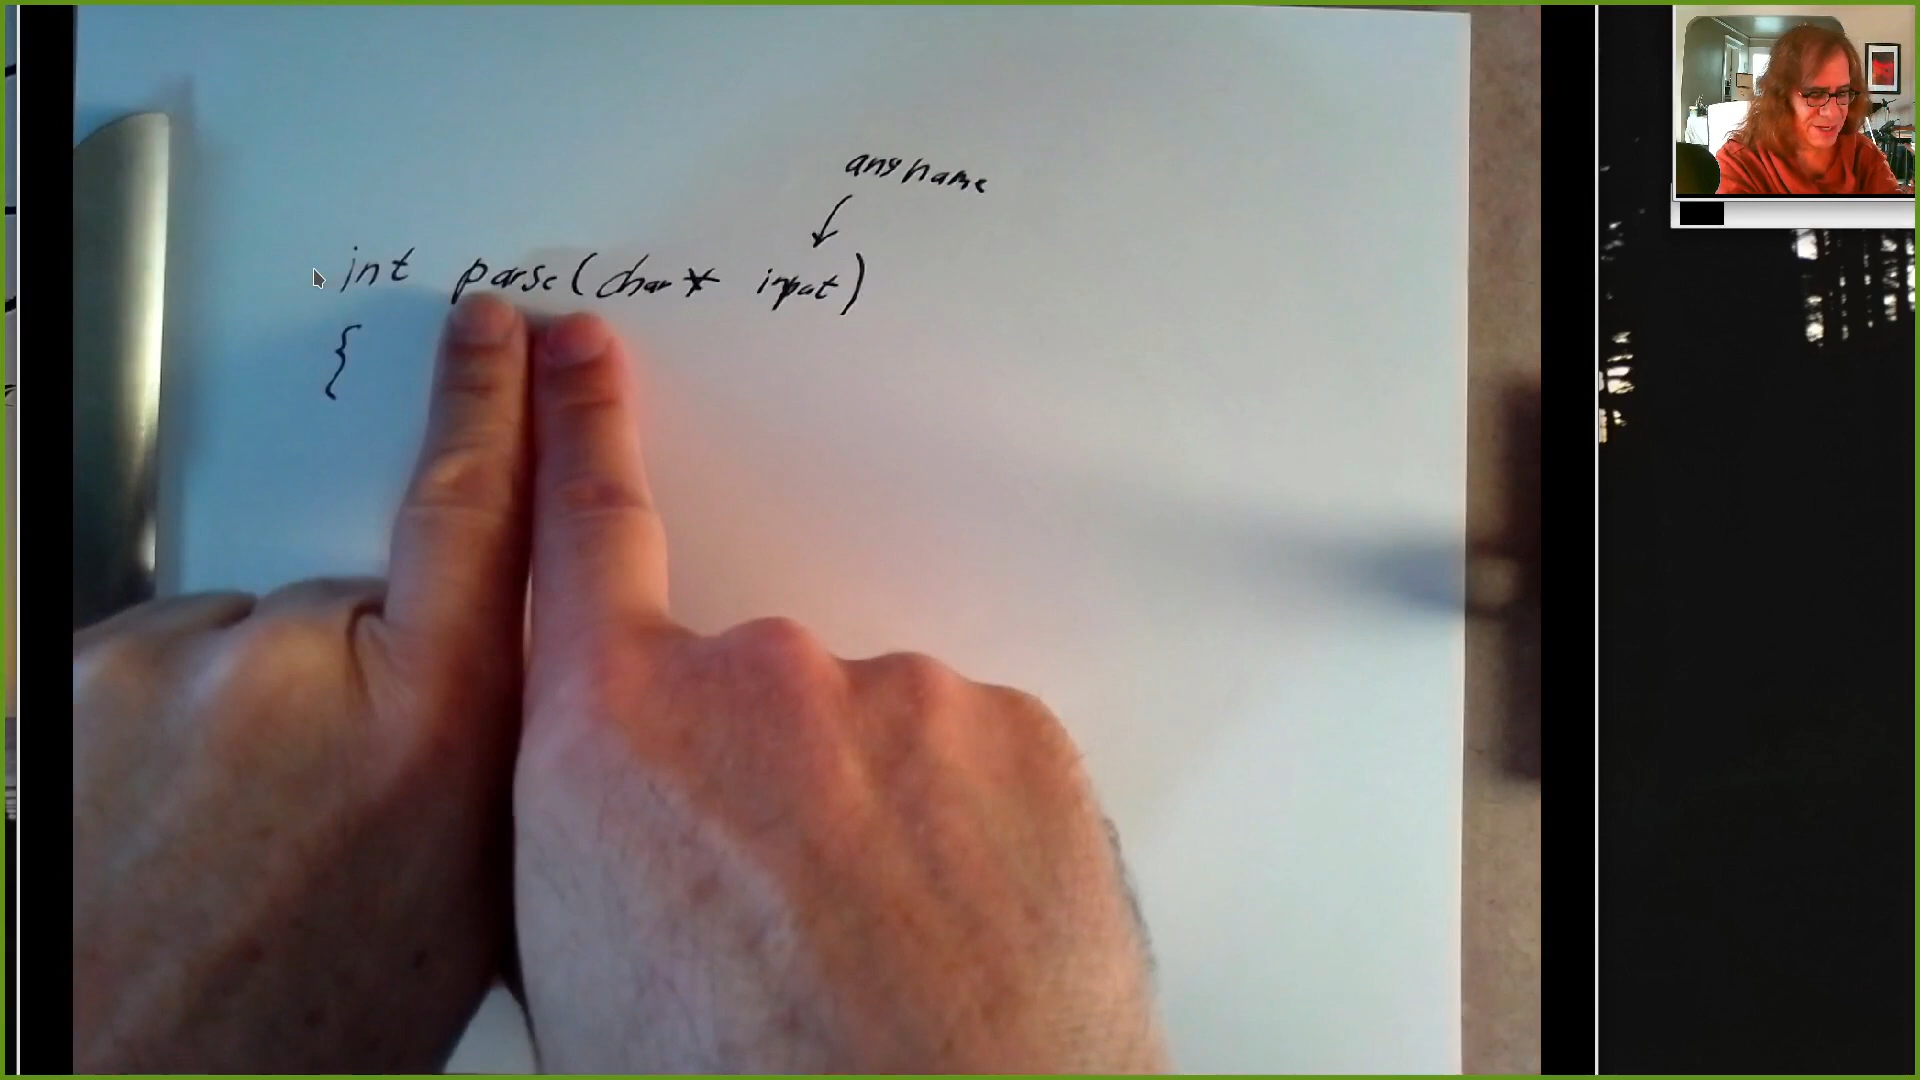 any name
int parse(char* input)
{